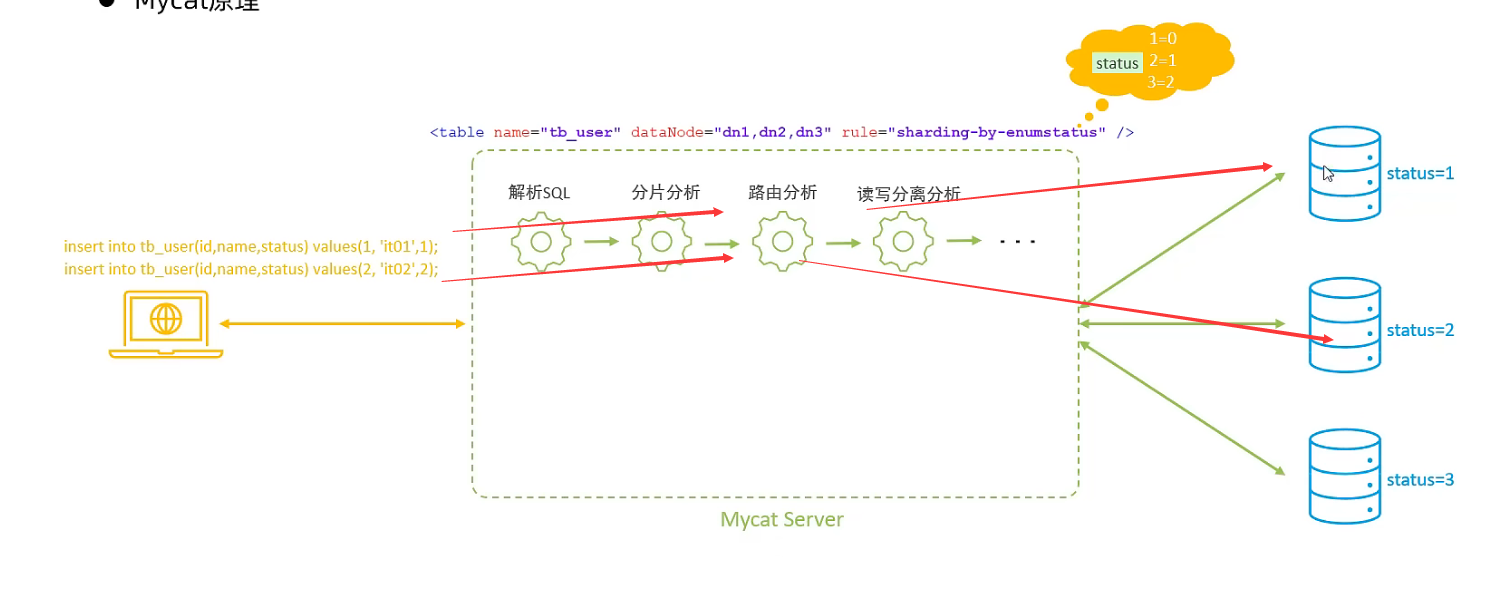 Mycat原理
1=0
status 2=1
3=2
<table name="tb_user" dataNode="dn1,dn2,dn3" rule="sharding-by-enumstatus" />
解析SQL 分片分析 路由分析 读写分离分析
status=1
insert into tb_user(id,name,status) values(1, 'it01',1);
insert into tb_user(id,name,status) values(2, 'it02',2);
...
status=2
status=3
Mycat Server